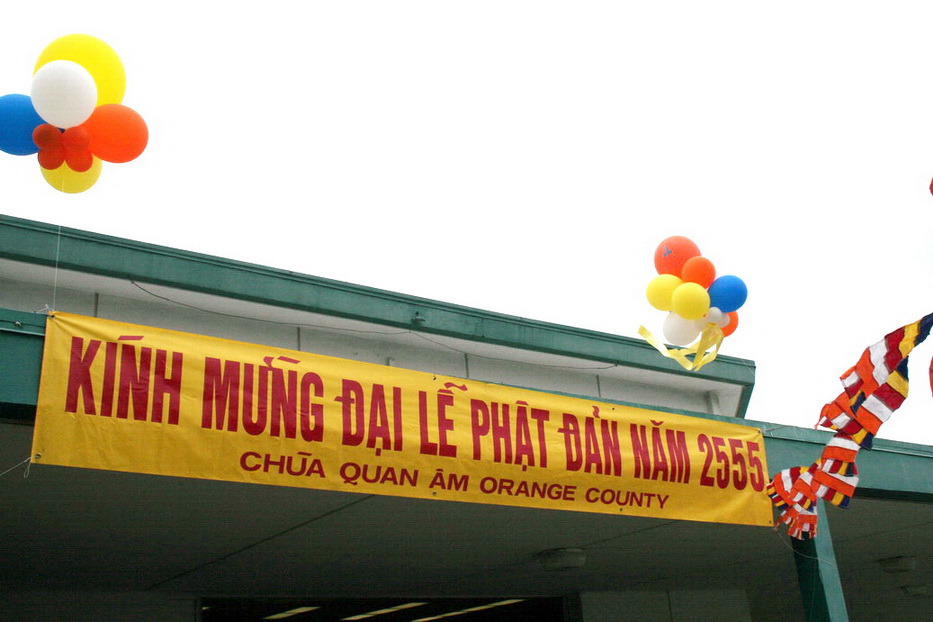 KÍNH MỪNG ĐẠI LỄ PHẬT ĐẢN NĂM 2555
CHÙA QUAN ÂM ORANGE COUNTY